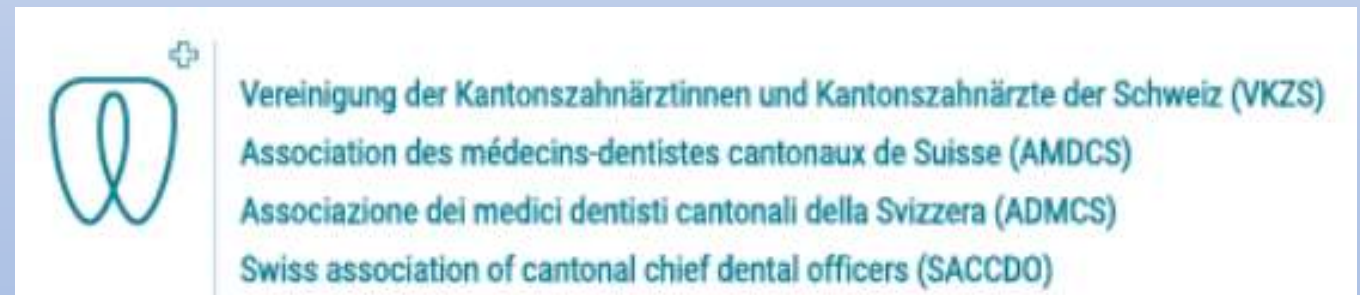 Vereinigung der Kantonszahnärztinnen und Kantonszahnärzte der Schweiz (VKZS)
Association des médecins-dentistes cantonaux de Suisse (AMDCS)
Associazione dei medici dentisti cantonali della Svizzera (ADMCS)
Swiss association of cantonal chief dental officers (SACCDO)